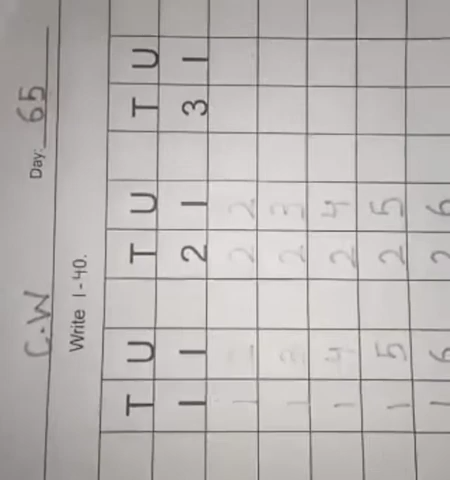 C.W Day: 65
Write 1-40.
T U T U T U
1 1 2 1 3 1
1 2 2
1 3 2 3
1 4 2 4
1 5 2 5
1 6 2 6